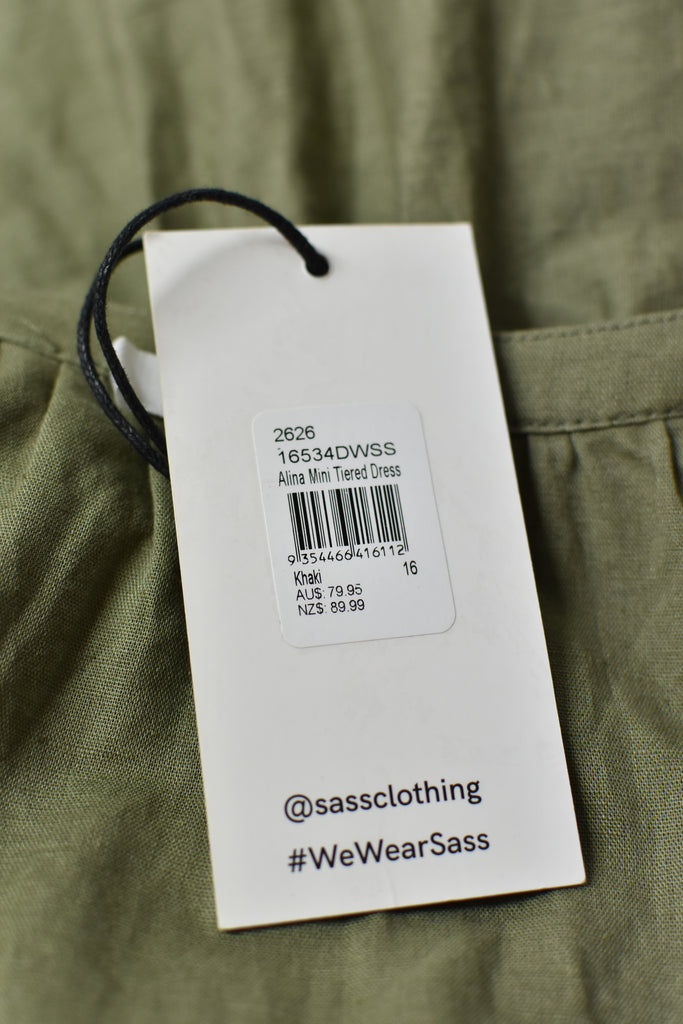 2626
16534DWSS
Alina Mini Tiered Dress
9 354466 416112
Khaki 16
AU$: 79.95
NZ$: 89.99
@sassclothing
#WeWearSass